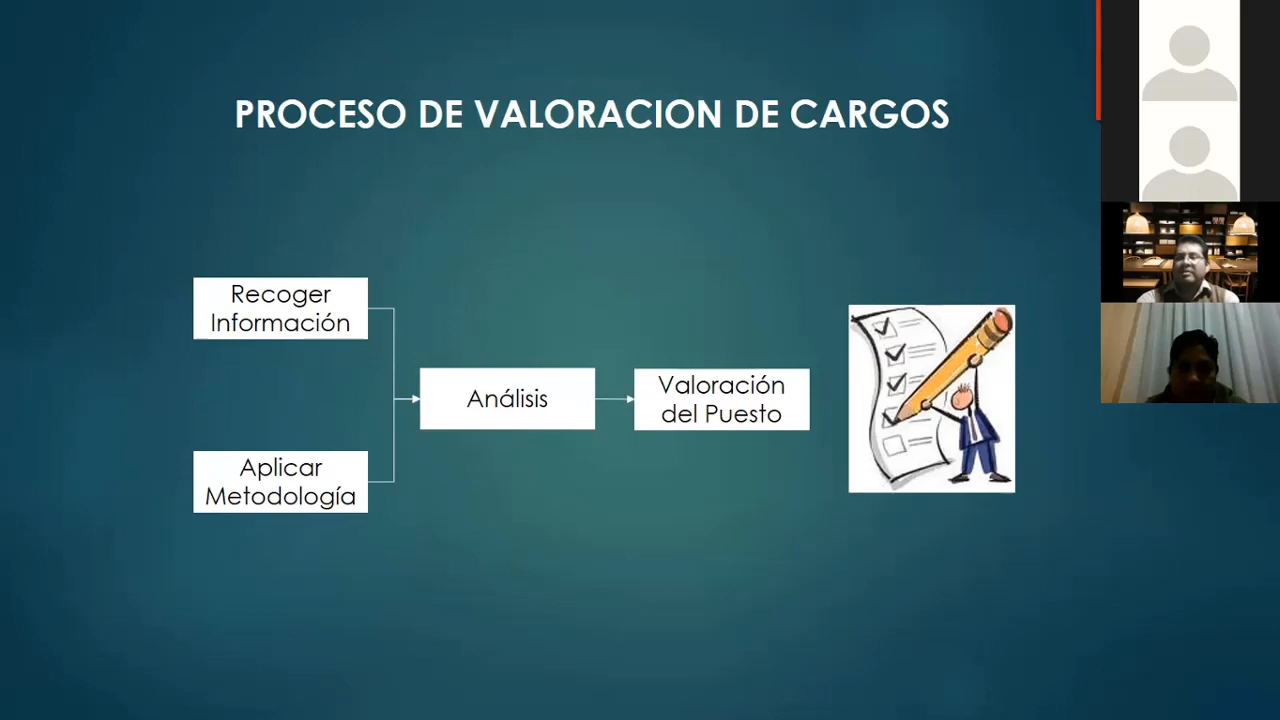 PROCESO DE VALORACION DE CARGOS
Recoger
Información
Aplicar
Metodología
Análisis
Valoración
del Puesto